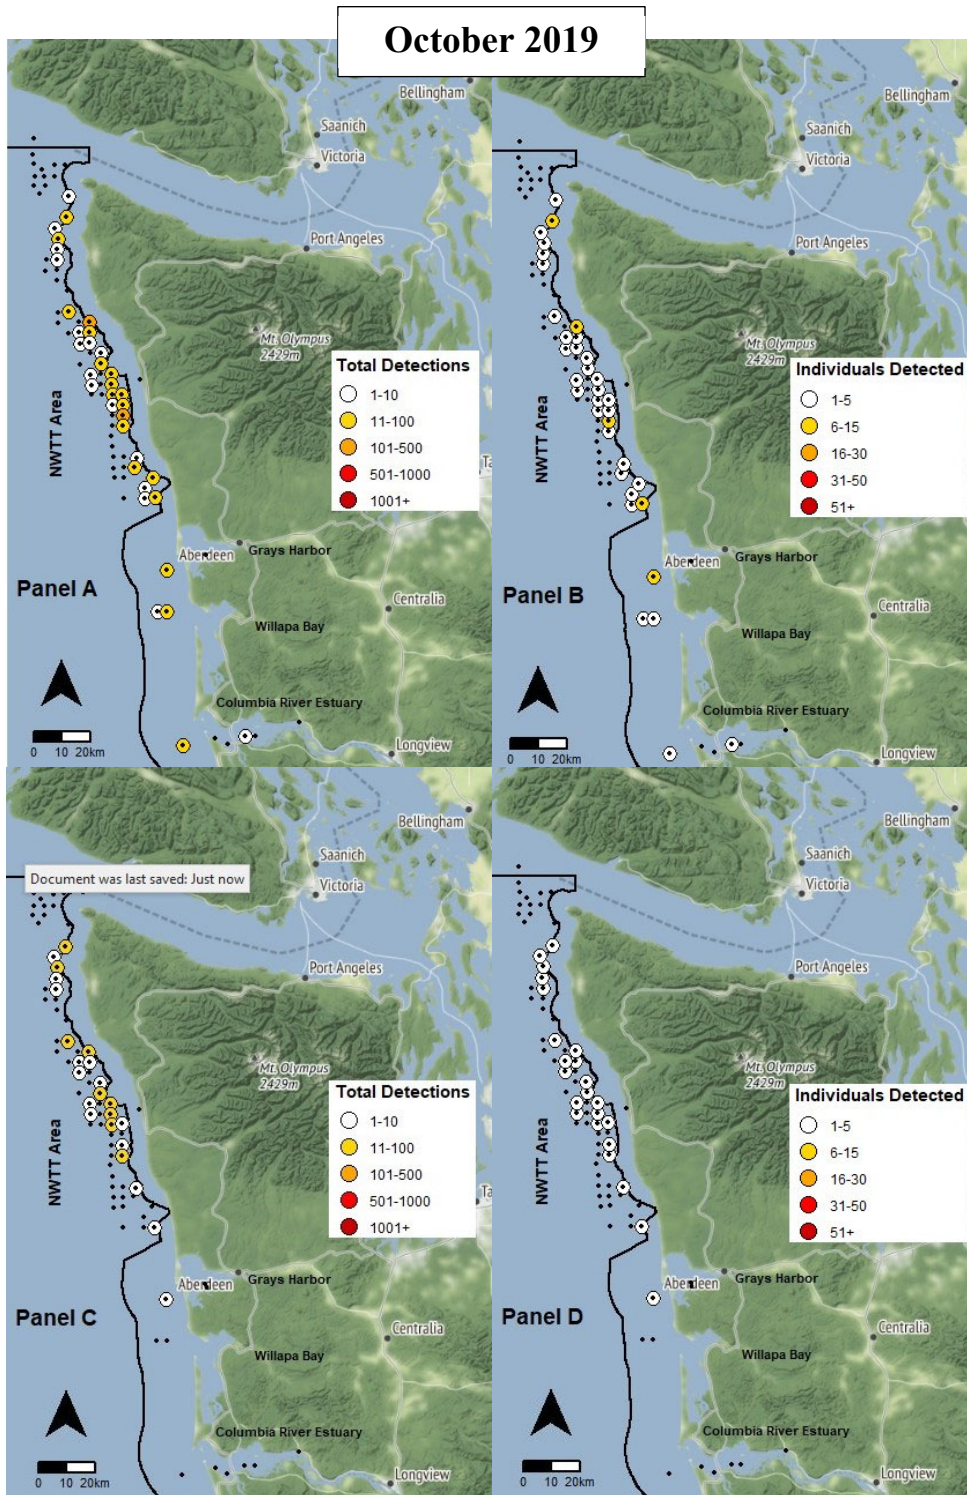 October 2019
Bellingham
Saanich
Victoria
Port Angeles
Mt. Olympus
2429m
Total Detections
1-10
11-100
101-500
501-1000
1001+
NWTT Area
Ta
Aberdeen
Grays Harbor
Panel A
Centralia
Willapa Bay
Columbia River Estuary
0 10 20km
Longview
Bellingham
Saanich
Victoria
Port Angeles
Mt. Olympus
2429m
Individuals Detected
1-5
6-15
16-30
31-50
51+
NWTT Area
Aberdeen
Grays Harbor
Panel B
Centralia
Willapa Bay
Columbia River Estuary
0 10 20km
Longview
Bellingham
Saanich
Document was last saved: Just now
Victoria
Port Angeles
Mt. Olympus
2429m
Total Detections
1-10
11-100
101-500
501-1000
1001+
NWTT Area
Ta
Aberdeen
Grays Harbor
Panel C
Centralia
Willapa Bay
Columbia River Estuary
0 10 20km
Longview
Bellingham
Saanich
Victoria
Port Angeles
Mt. Olympus
2429m
Individuals Detected
1-5
6-15
16-30
31-50
51+
NWTT Area
Aberdeen
Grays Harbor
Panel D
Centralia
Willapa Bay
Columbia River Estuary
0 10 20km
Longview